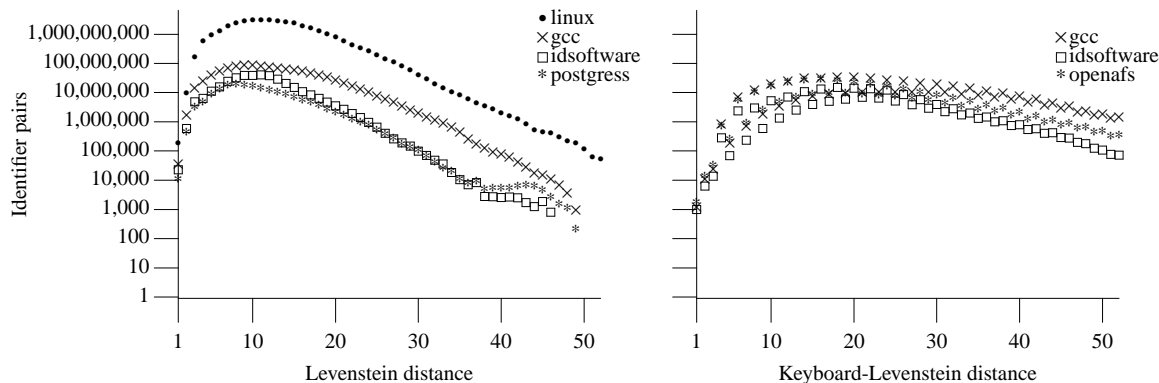 linux
gcc
idsoftware
postgress
1,000,000,000
100,000,000
10,000,000
1,000,000
100,000
10,000
1,000
100
10
1
Identifier pairs
1 10 20 30 40 50
Levenstein distance
gcc
idsoftware
openafs
1 10 20 30 40 50
Keyboard-Levenstein distance